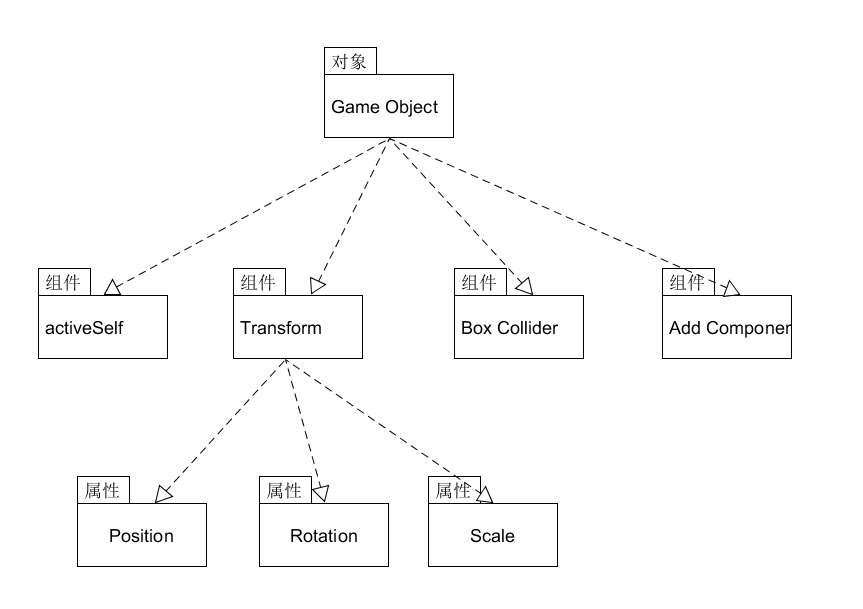 对象
Game Object
组件
组件
组件
组件
activeSelf
Transform
Box Collider
Add Componer
属性
属性
属性
Position
Rotation
Scale